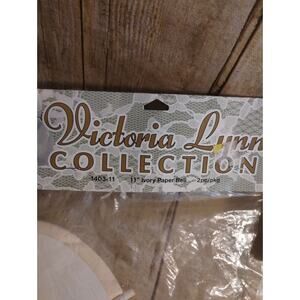 Victoria Lynn
COLLECTION
1403-11 11" Ivory Paper Bell 2pc/pkg